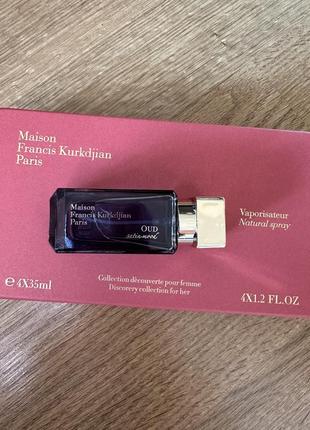 Maison
Francis Kurkdjian
Paris
Maison
Francis Kurkdjian
Paris
OUD
satin mood
Vaporisateur
Natural spray
℮ 4X35ml
Collection découverte pour femme
Discorery collection for her
4X1.2 FL.OZ